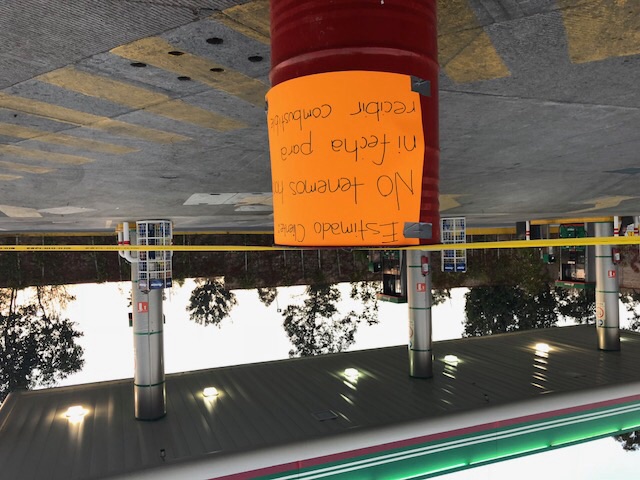 Estimado Cliente
No tenemos h
ni fecha para
recibir combustible